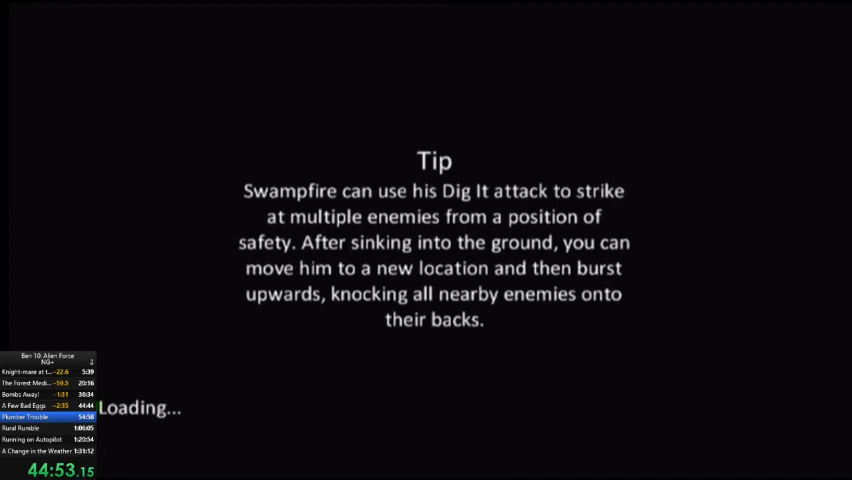 Tip
Swampfire can use his Dig It attack to strike
at multiple enemies from a position of
safety. After sinking into the ground, you can
move him to a new location and then burst
upwards, knocking all nearby enemies onto
their backs.
Loading...
Ben 10: Alien Force
NG+ 2
Knight-mare at t... -22.6 5:39
The Forest Medi... -59.5 20:16
Bombs Away! -1:31 36:34
A Few Bad Eggs -2:35 44:44
Plumber Trouble 54:58
Rural Rumble 1:06:05
Running on Autopilot 1:20:54
A Change in the Weather 1:31:12
44:53.15